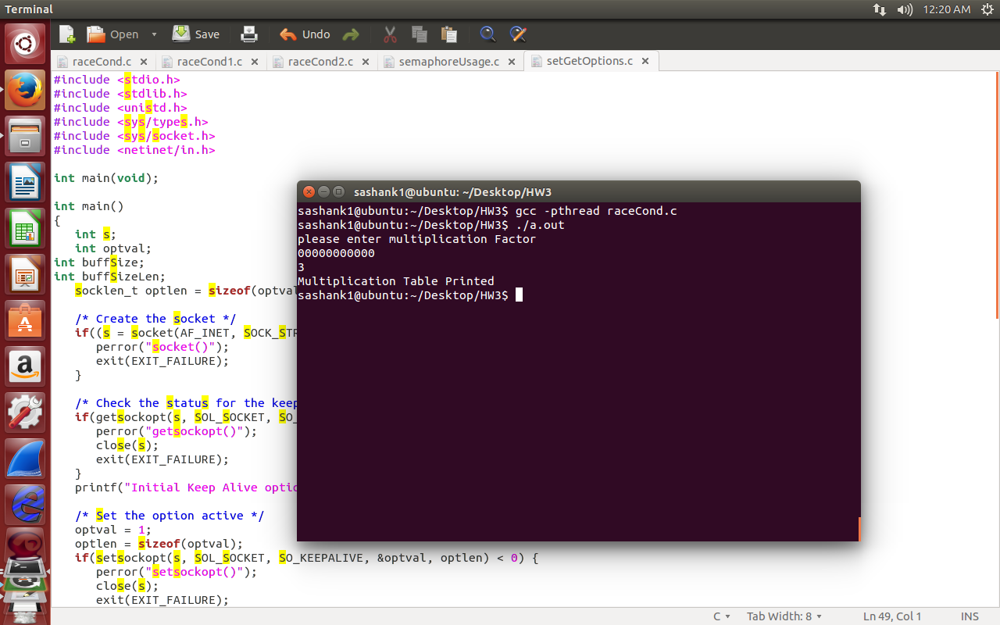 Terminal
12:20 AM
Open
Save
Undo
raceCond.c
raceCond1.c
raceCond2.c
semaphoreUsage.c
setGetOptions.c
#include <stdio.h>
#include <stdlib.h>
#include <unistd.h>
#include <sys/types.h>
#include <sys/socket.h>
#include <netinet/in.h>
int main(void);
int main()
{
int s;
int optval;
int buffSize;
int buffSizeLen;
socklen_t optlen = sizeof(optval
/* Create the socket */
if((s = socket(AF_INET, SOCK_STR
perror("socket()");
exit(EXIT_FAILURE);
}
/* Check the status for the keep
if(getsockopt(s, SOL_SOCKET, SO_
perror("getsockopt()");
close(s);
exit(EXIT_FAILURE);
}
printf("Initial Keep Alive optio
/* Set the option active */
optval = 1;
optlen = sizeof(optval);
if(setsockopt(s, SOL_SOCKET, SO_KEEPALIVE, &optval, optlen) < 0) {
perror("setsockopt()");
close(s);
exit(EXIT_FAILURE);
sashank1@ubuntu: ~/Desktop/HW3
sashank1@ubuntu:~/Desktop/HW3$ gcc -pthread raceCond.c
sashank1@ubuntu:~/Desktop/HW3$ ./a.out
please enter multiplication Factor
00000000000
3
Multiplication Table Printed
sashank1@ubuntu:~/Desktop/HW3$
C
Tab Width: 8
Ln 49, Col 1
INS